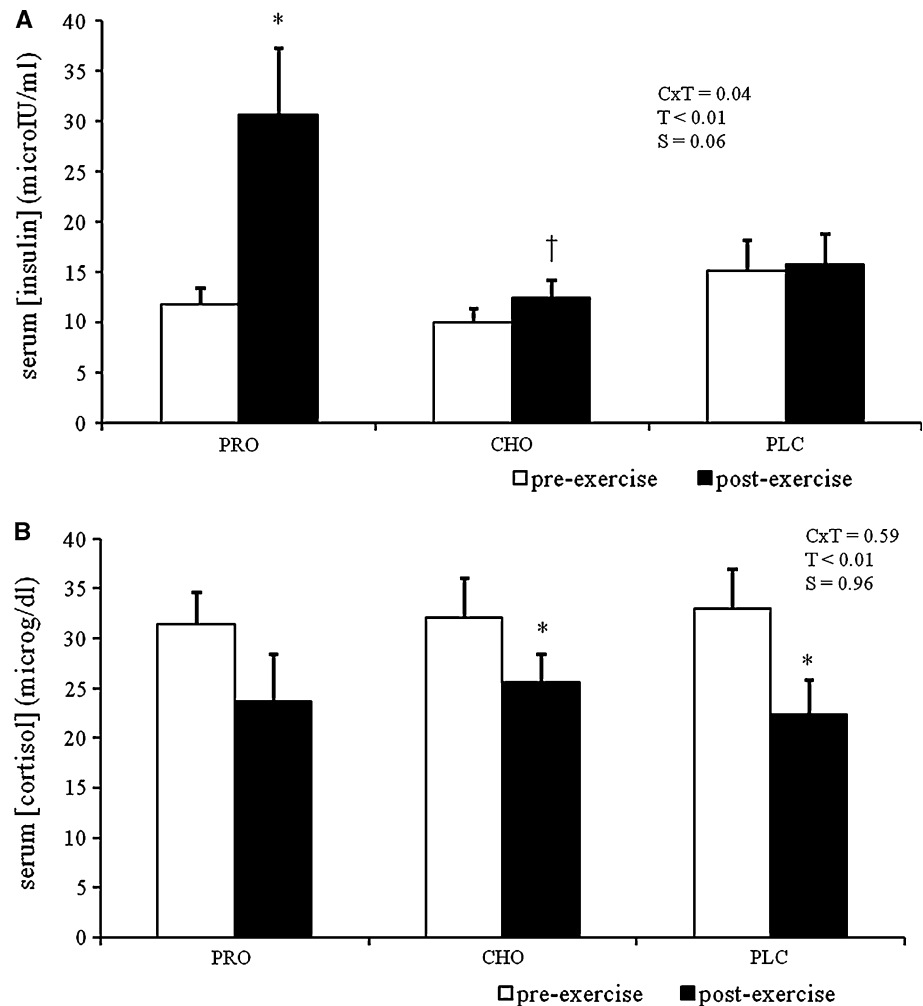 A
serum [insulin] (microIU/ml)
40
35
30
25
20
15
10
5
0
*
†
CxT = 0.04
T < 0.01
S = 0.06
PRO CHO PLC
pre-exercise post-exercise
B
serum [cortisol] (microg/dl)
40
35
30
25
20
15
10
5
0
*
*
CxT = 0.59
T < 0.01
S = 0.96
PRO CHO PLC
pre-exercise post-exercise